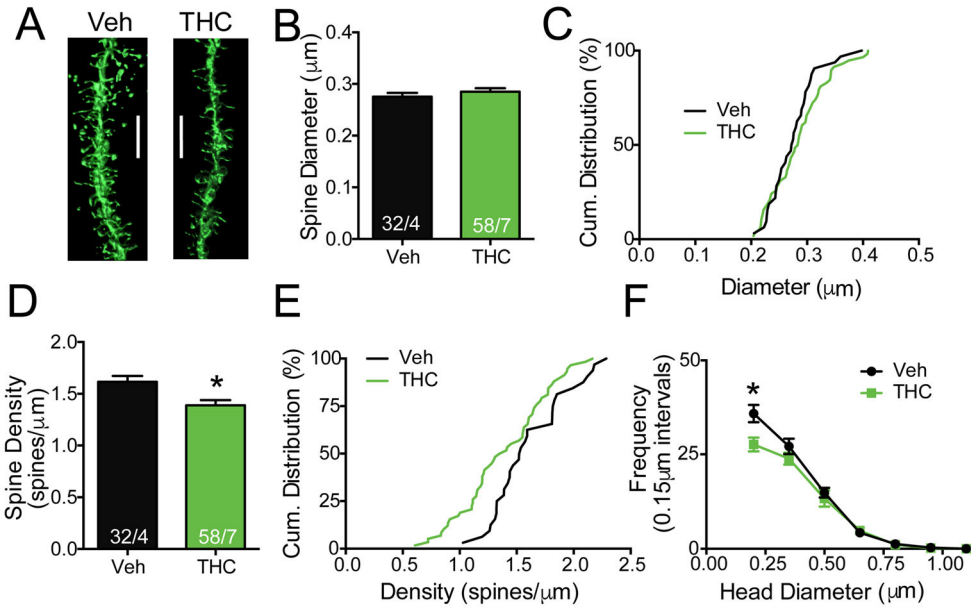 A
Veh THC
B
Spine Diameter (μm)
0.4
0.3
0.2
0.1
0.0
32/4 58/7
Veh THC
C
Cum. Distribution (%)
100
50
0
Veh
THC
0.0 0.1 0.2 0.3 0.4 0.5
Diameter (μm)
D
Spine Density
(spines/μm)
2.0
1.5
1.0
0.5
0.0
*
32/4 58/7
Veh THC
E
Cum. Distribution (%)
100
75
50
25
0
Veh
THC
0.0 0.5 1.0 1.5 2.0 2.5
Density (spines/μm)
F
Frequency
(0.15μm intervals)
50
25
0
*
Veh
THC
0.00 0.25 0.50 0.75 1.00
Head Diameter (μm)